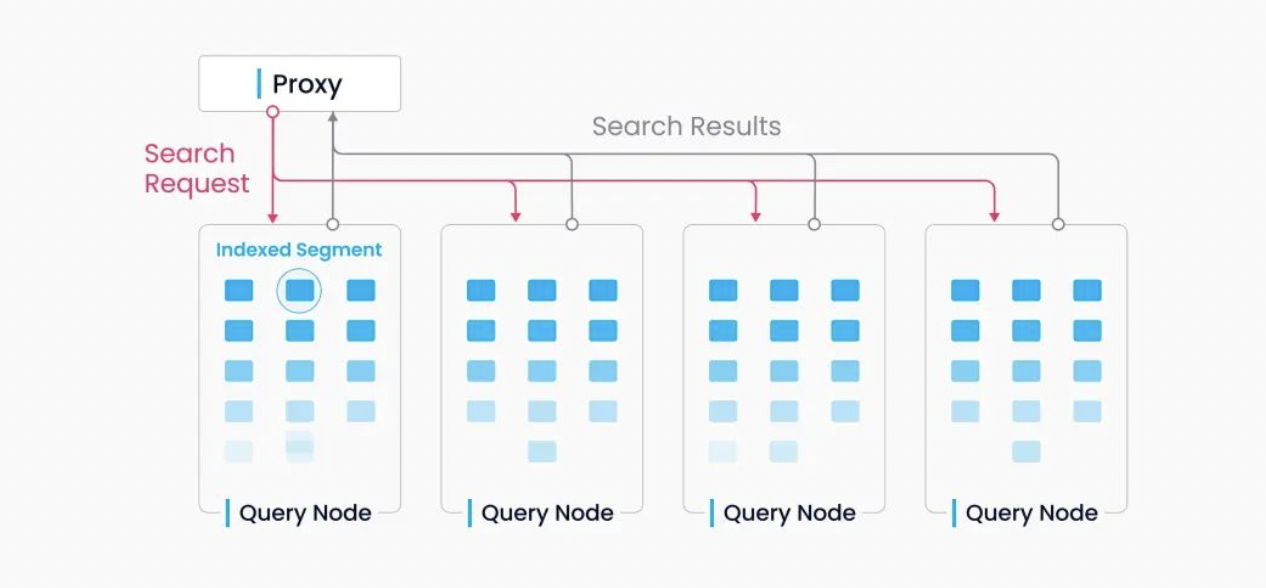 Proxy
Search Results
Search
Request
Indexed Segment
Query Node
Query Node
Query Node
Query Node